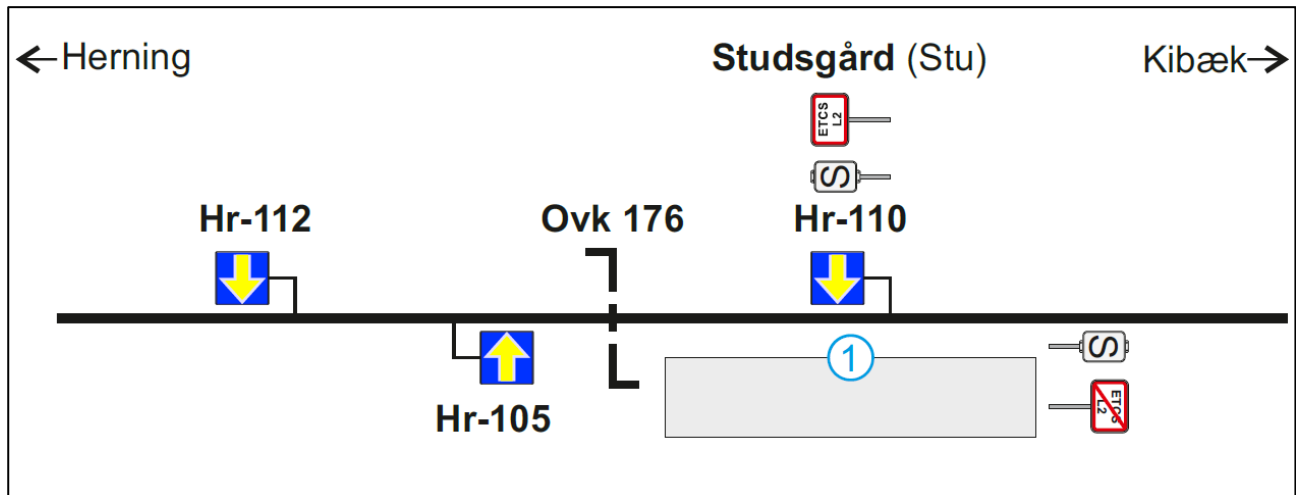 Herning
Studsgård (Stu)
Kibæk
ETCS
L2
S
Hr-112
Ovk 176
Hr-110
1
S
Hr-105
ETCS
L2